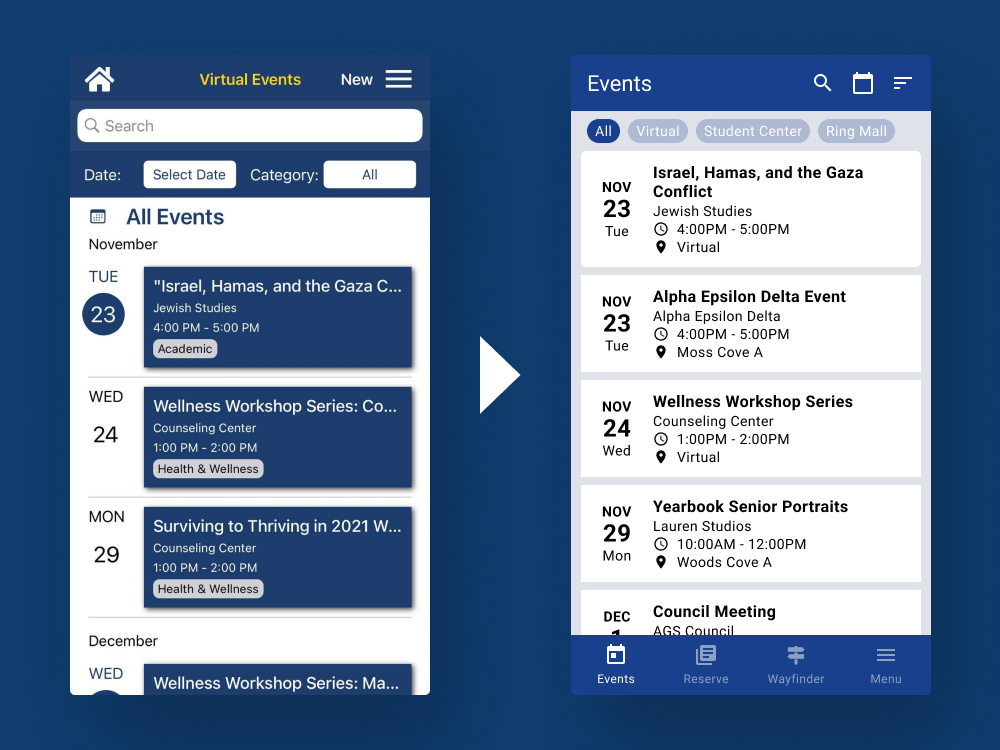 Virtual Events
New
Search
Date:
Select Date
Category:
All
All Events
November
TUE
23
"Israel, Hamas, and the Gaza C...
Jewish Studies
4:00 PM - 5:00 PM
Academic
WED
24
Wellness Workshop Series: Co...
Counseling Center
1:00 PM - 2:00 PM
Health & Wellness
MON
29
Surviving to Thriving in 2021 W...
Counseling Center
1:00 PM - 2:00 PM
Health & Wellness
December
WED
Wellness Workshop Series: Ma...
Events
All
Virtual
Student Center
Ring Mall
NOV
23
Tue
Israel, Hamas, and the Gaza
Conflict
Jewish Studies
4:00PM - 5:00PM
Virtual
NOV
23
Tue
Alpha Epsilon Delta Event
Alpha Epsilon Delta
4:00PM - 5:00PM
Moss Cove A
NOV
24
Wed
Wellness Workshop Series
Counseling Center
1:00PM - 2:00PM
Virtual
NOV
29
Mon
Yearbook Senior Portraits
Lauren Studios
10:00AM - 12:00PM
Woods Cove A
DEC
1
Council Meeting
AGS Council
Events
Reserve
Wayfinder
Menu